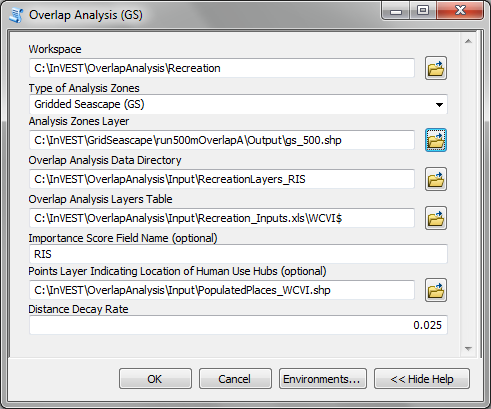 Overlap Analysis (GS)
Workspace
C:\InVEST\OverlapAnalysis\Recreation
Type of Analysis Zones
Gridded Seascape (GS)
Analysis Zones Layer
C:\InVEST\GridSeascape\run500mOverlapA\Output\gs_500.shp
Overlap Analysis Data Directory
C:\InVEST\OverlapAnalysis\Input\RecreationLayers_RIS
Overlap Analysis Layers Table
C:\InVEST\OverlapAnalysis\Input\Recreation_Inputs.xls\WCVI$
Importance Score Field Name (optional)
RIS
Points Layer Indicating Location of Human Use Hubs (optional)
C:\InVEST\OverlapAnalysis\Input\PopulatedPlaces_WCVI.shp
Distance Decay Rate
0.025
OK Cancel Environments... << Hide Help